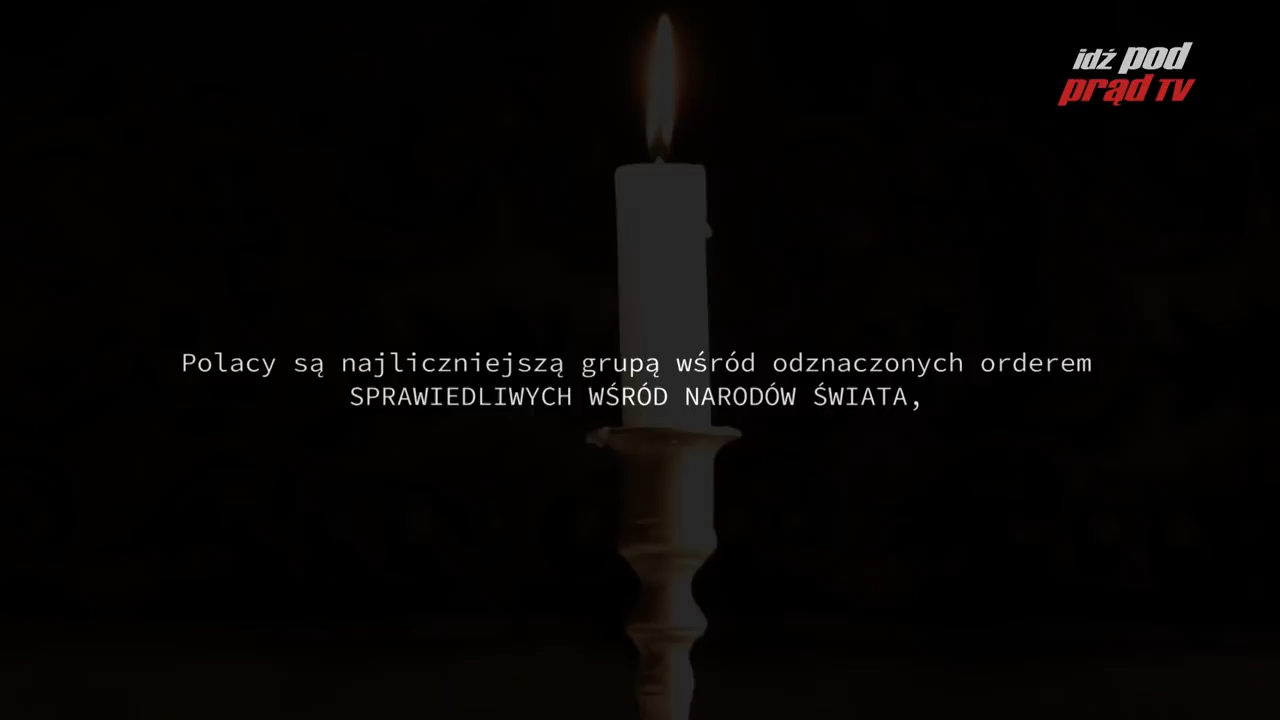 idź pod
prąd TV
Polacy są najliczniejszą grupą wśród odznaczonych orderem
SPRAWIEDLIWYCH WŚRÓD NARODÓW ŚWIATA,